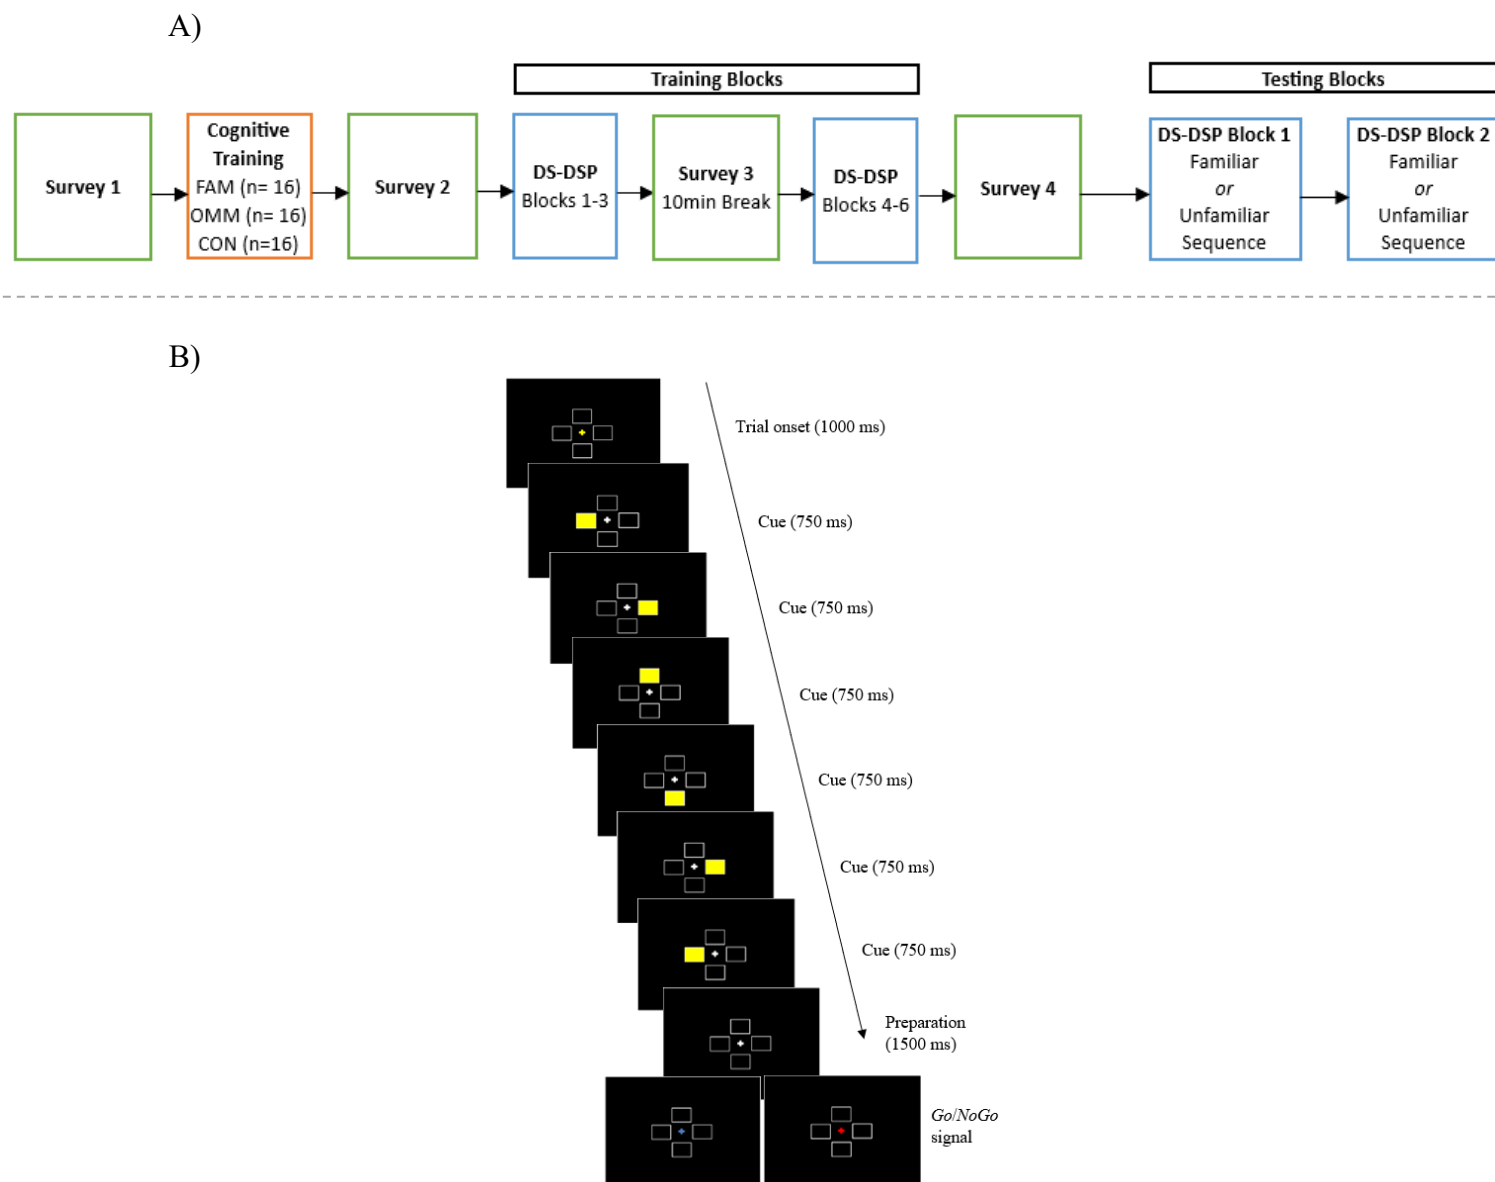 A)
Training Blocks
Testing Blocks
Survey 1
Cognitive
Training
FAM (n= 16)
OMM (n= 16)
CON (n=16)
Survey 2
DS-DSP
Blocks 1-3
Survey 3
10min Break
DS-DSP
Blocks 4-6
Survey 4
DS-DSP Block 1
Familiar
or
Unfamiliar
Sequence
DS-DSP Block 2
Familiar
or
Unfamiliar
Sequence
B)
Trial onset (1000 ms)
Cue (750 ms)
Cue (750 ms)
Cue (750 ms)
Cue (750 ms)
Cue (750 ms)
Cue (750 ms)
Preparation
(1500 ms)
Go/NoGo
signal